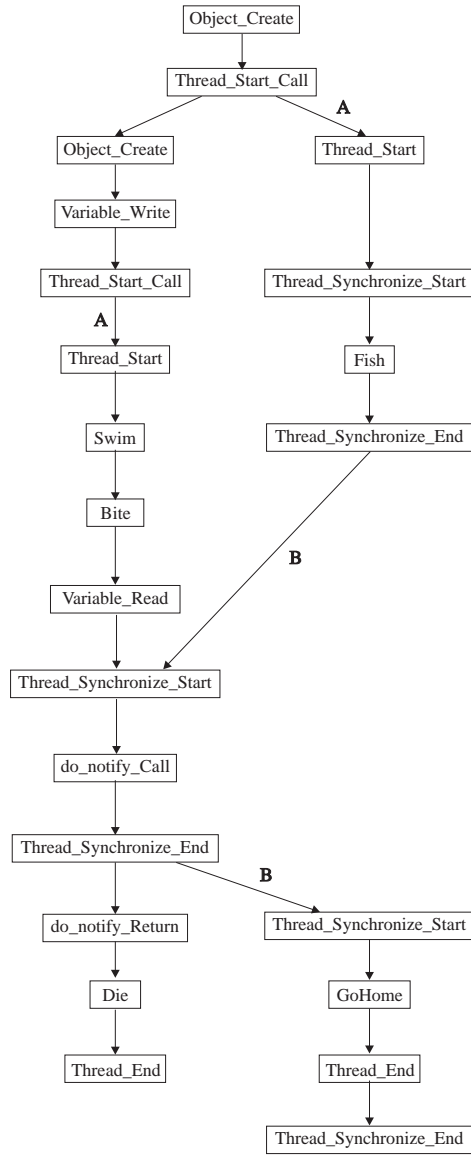 Object_Create
Thread_Start_Call
A
Object_Create
Thread_Start
Variable_Write
Thread_Start_Call
Thread_Synchronize_Start
A
Thread_Start
Fish
Swim
Thread_Synchronize_End
Bite
B
Variable_Read
Thread_Synchronize_Start
do_notify_Call
Thread_Synchronize_End
B
do_notify_Return
Thread_Synchronize_Start
Die
GoHome
Thread_End
Thread_End
Thread_Synchronize_End